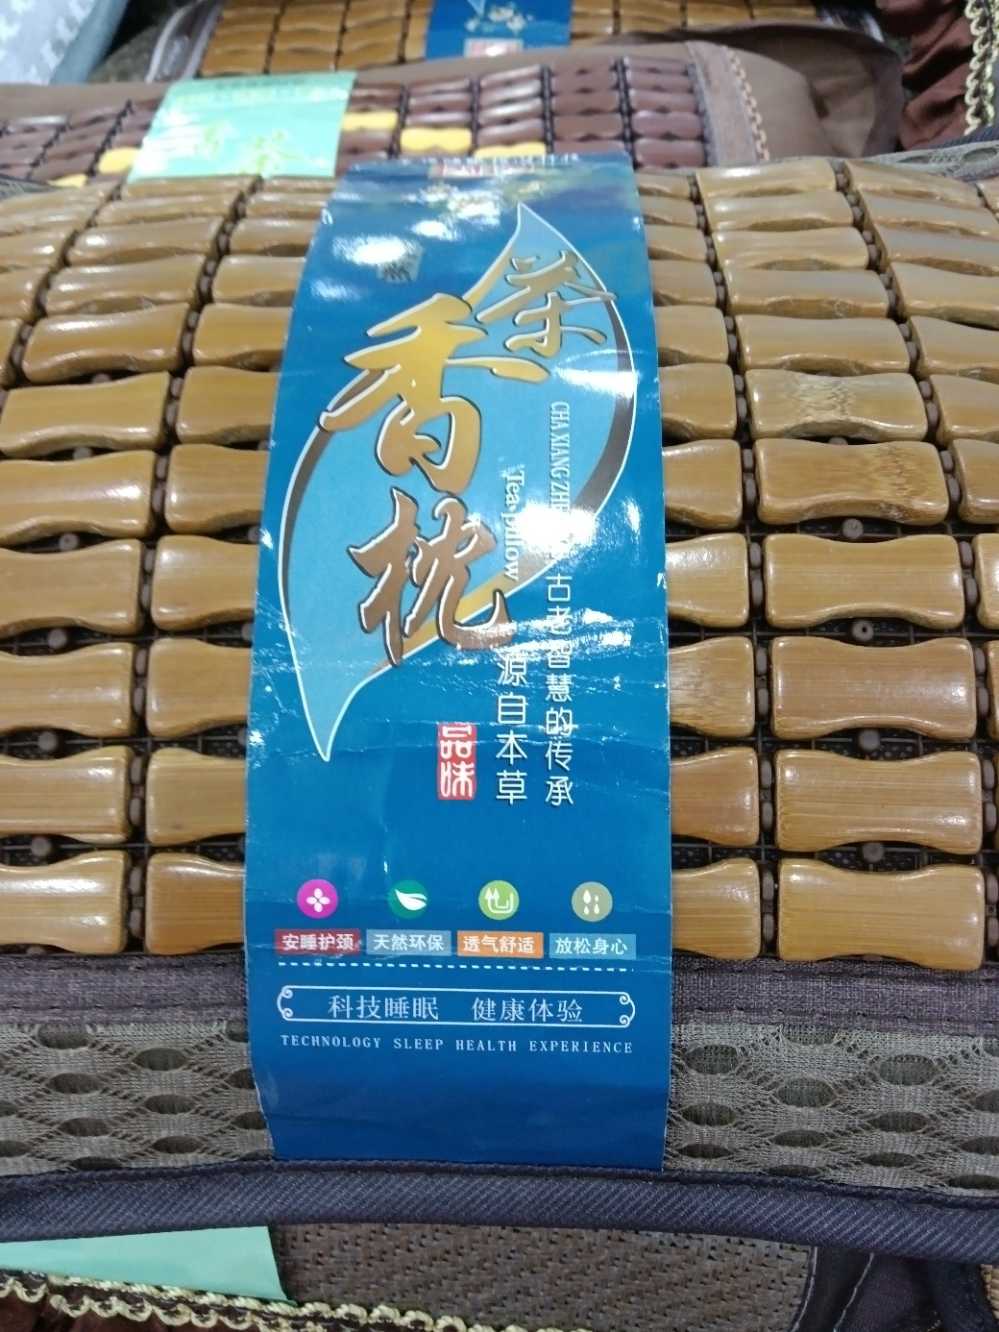 茶香枕
CHA XIANG
Tea pillow
古老智慧的传承
源自本草
品味
安睡护颈
天然环保
透气舒适
放松身心
科技睡眠 健康体验
TECHNOLOGY SLEEP HEALTH EXPERIENCE